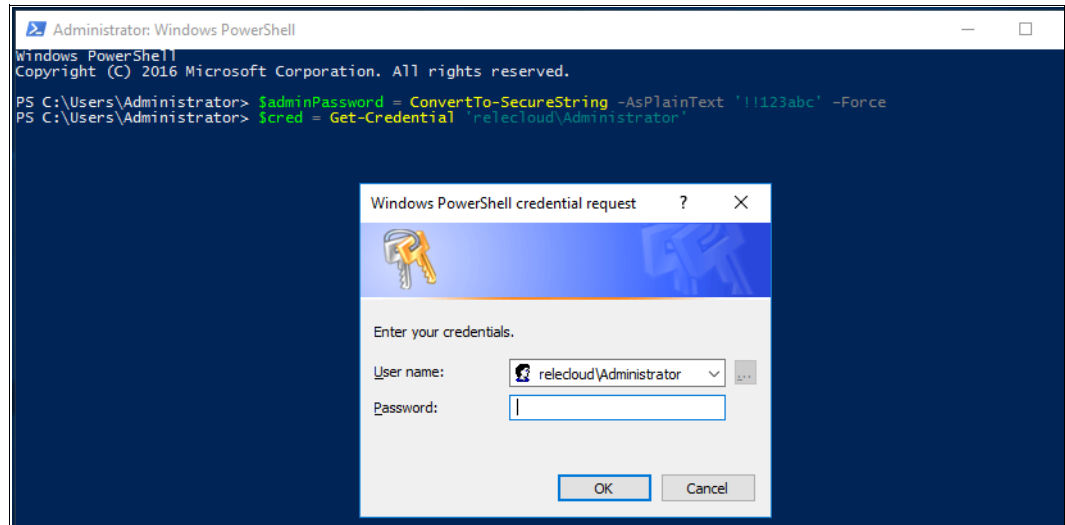 Administrator: Windows PowerShell
Windows PowerShell
Copyright (C) 2016 Microsoft Corporation. All rights reserved.
PS C:\Users\Administrator> $adminPassword = ConvertTo-SecureString -AsPlainText '!!123abc' -Force
PS C:\Users\Administrator> $cred = Get-Credential 'relecloud\Administrator'
Windows PowerShell credential request ?
Enter your credentials.
User name: relecloud\Administrator ...
Password:
OK Cancel